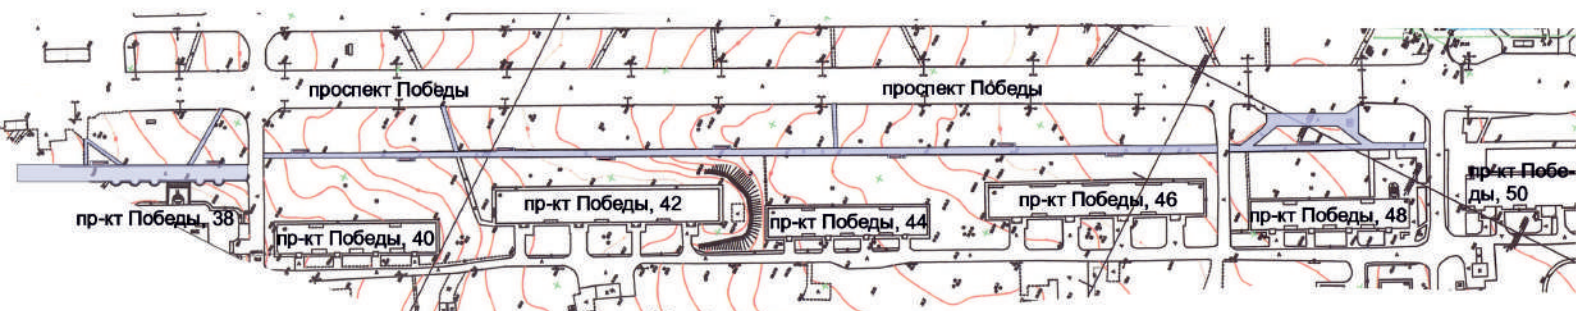 проспект Победы
проспект Победы
пр-кт Победы, 38
пр-кт Победы, 40
пр-кт Победы, 42
пр-кт Победы, 44
пр-кт Победы, 46
пр-кт Победы, 48
пр-кт Побе-
ды, 50